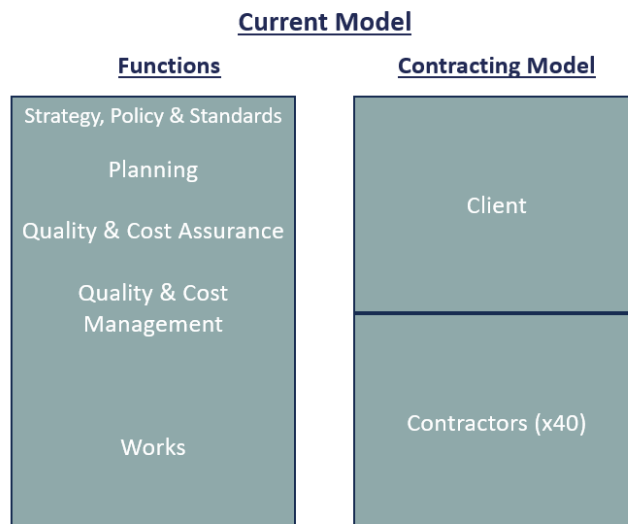 Current Model
Functions
Contracting Model
Strategy, Policy & Standards
Planning
Quality & Cost Assurance
Quality & Cost
Management
Works
Client
Contractors (x40)